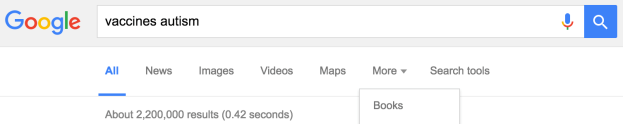 Google vaccines autism
All News Images Videos Maps More Search tools
Books
About 2,200,000 results (0.42 seconds)